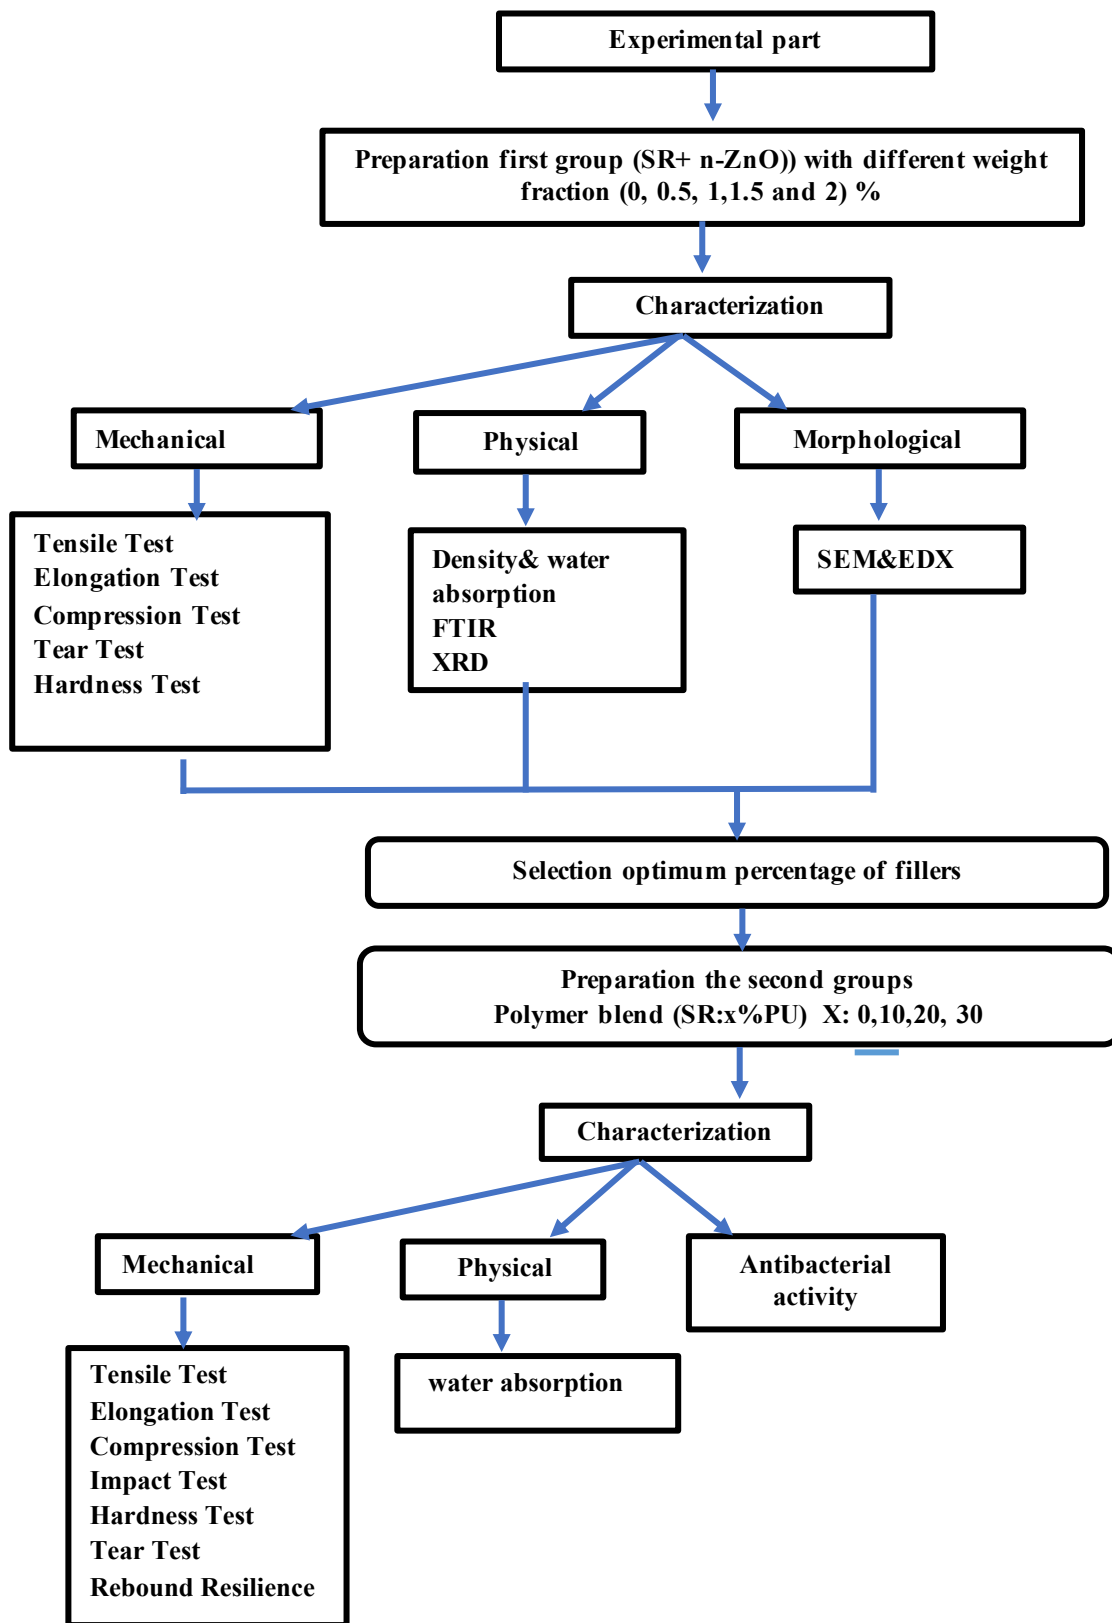 Experimental part
Preparation first group (SR+ n-ZnO)) with different weight
fraction (0, 0.5, 1,1.5 and 2) %
Characterization
Mechanical
Physical
Morphological
Tensile Test
Elongation Test
Compression Test
Tear Test
Hardness Test
Density& water
absorption
FTIR
XRD
SEM&EDX
Selection optimum percentage of fillers
Preparation the second groups
Polymer blend (SR:x%PU)  X: 0,10,20, 30
Characterization
Mechanical
Physical
Antibacterial
activity
Tensile Test
Elongation Test
Compression Test
Impact Test
Hardness Test
Tear Test
Rebound Resilience
water absorption